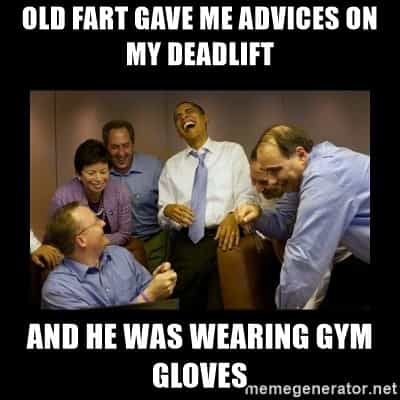 OLD FART GAVE ME ADVICES ON
MY DEADLIFT
AND HE WAS WEARING GYM
GLOVES
memegenerator.net